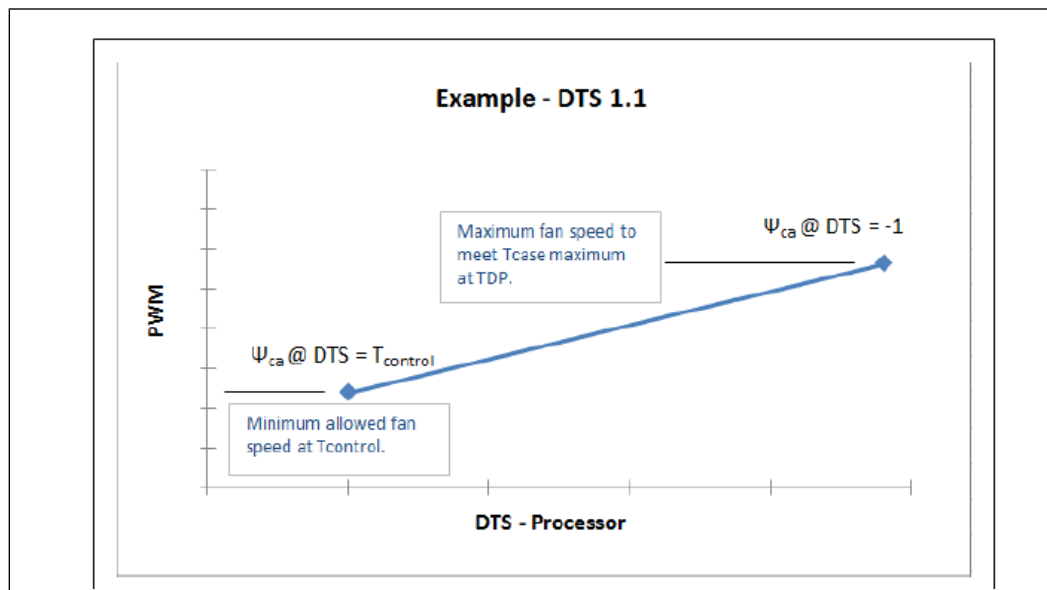 Example - DTS 1.1
Ψca @ DTS = -1
Maximum fan speed to
meet Tcase maximum
at TDP.
PWM
Ψca @ DTS = Tcontrol
Minimum allowed fan
speed at Tcontrol.
DTS - Processor